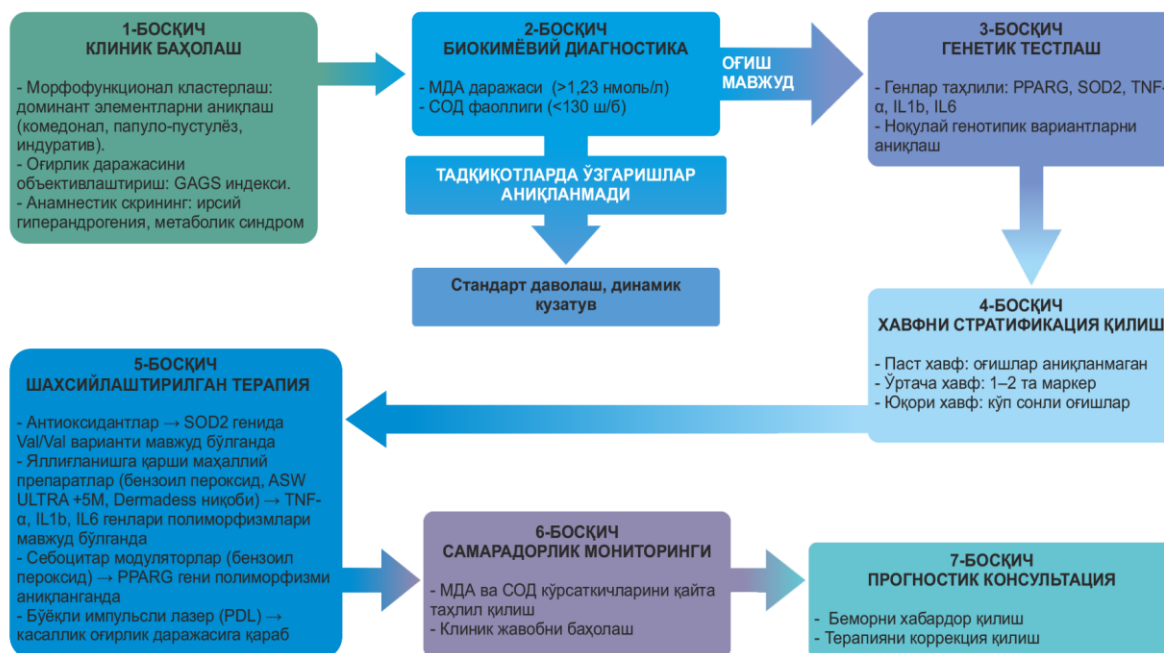 1-БОСҚИЧ
КЛИНИК БАҲОЛАШ
- Морфофункционал кластерлаш:
доминант элементларни аниқлаш
(комедонал, папуло-пустулёз,
индуратив).
- Оғирлик даражасини
объективлаштириш: GAGS индекси.
- Анамнестик скрининг: ирсий
гиперандрогения, метаболик синдром
2-БОСҚИЧ
БИОКИМЁВИЙ ДИАГНОСТИКА
- МДА даражаси (>1,23 нмоль/л)
- СОД фаоллиги (<130 ш/б)
ОҒИШ
МАВЖУД
3-БОСҚИЧ
ГЕНЕТИК ТЕСТЛАШ
- Генлар таҳлили: PPARG, SOD2, TNF-
α, IL1b, IL6
- Ноқулай генотипик вариантларни
аниқлаш
ТАДҚИҚОТЛАРДА ЎЗГАРИШЛАР
АНИҚЛАНМАДИ
Стандарт даволаш, динамик
кузатув
4-БОСҚИЧ
ХАВФНИ СТРАТИФИКАЦИЯ ҚИЛИШ
- Паст хавф: оғишлар аниқланмаган
- Ўртача хавф: 1–2 та маркер
- Юқори хавф: кўп сонли оғишлар
5-БОСҚИЧ
ШАХСИЙЛАШТИРИЛГАН ТЕРАПИЯ
- Антиоксидантлар → SOD2 генида
Val/Val варианти мавжуд бўлганда
- Яллиғланишга қарши маҳаллий
препаратлар (бензоил пероксид, ASW
ULTRA +5M, Dermadess ниқоби) → TNF-
α, IL1b, IL6 генлари полиморфизмлари
мавжуд бўлганда
- Себоцитар модуляторлар (бензоил
пероксид) → PPARG гени полиморфизми
аниқланганда
- Бўёқли импульсли лазер (PDL) →
касаллик оғирлик даражасига қараб
6-БОСҚИЧ
САМАРАДОРЛИК МОНИТОРИНГИ
- МДА ва СОД кўрсаткичларини қайта
таҳлил қилиш
- Клиник жавобни баҳолаш
7-БОСҚИЧ
ПРОГНОСТИК КОНСУЛЬТАЦИЯ
- Беморни хабардор қилиш
- Терапияни коррекция қилиш